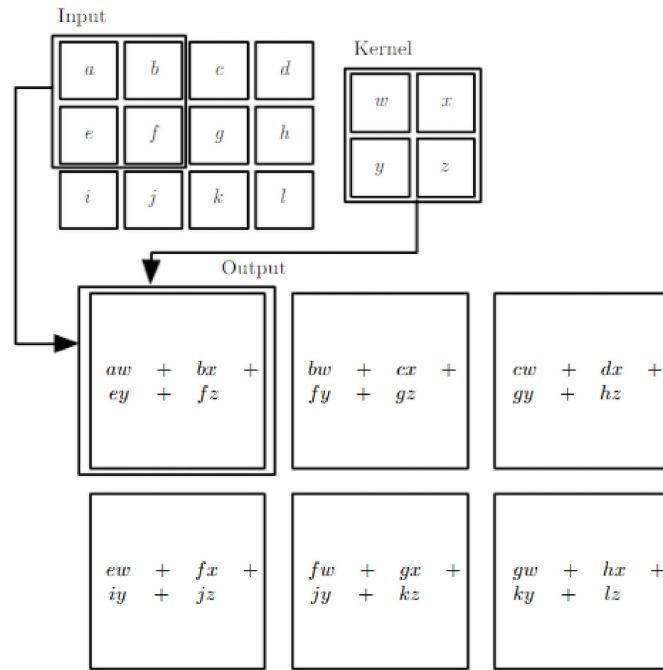 Input
a b c d
e f g h
i j k l
Kernel
w x
y z
Output
aw + bx +
ey + fz
bw + cx +
fy + gz
cw + dx +
gy + hz
ew + fx +
iy + jz
fw + gx +
jy + kz
gw + hx +
ky + lz